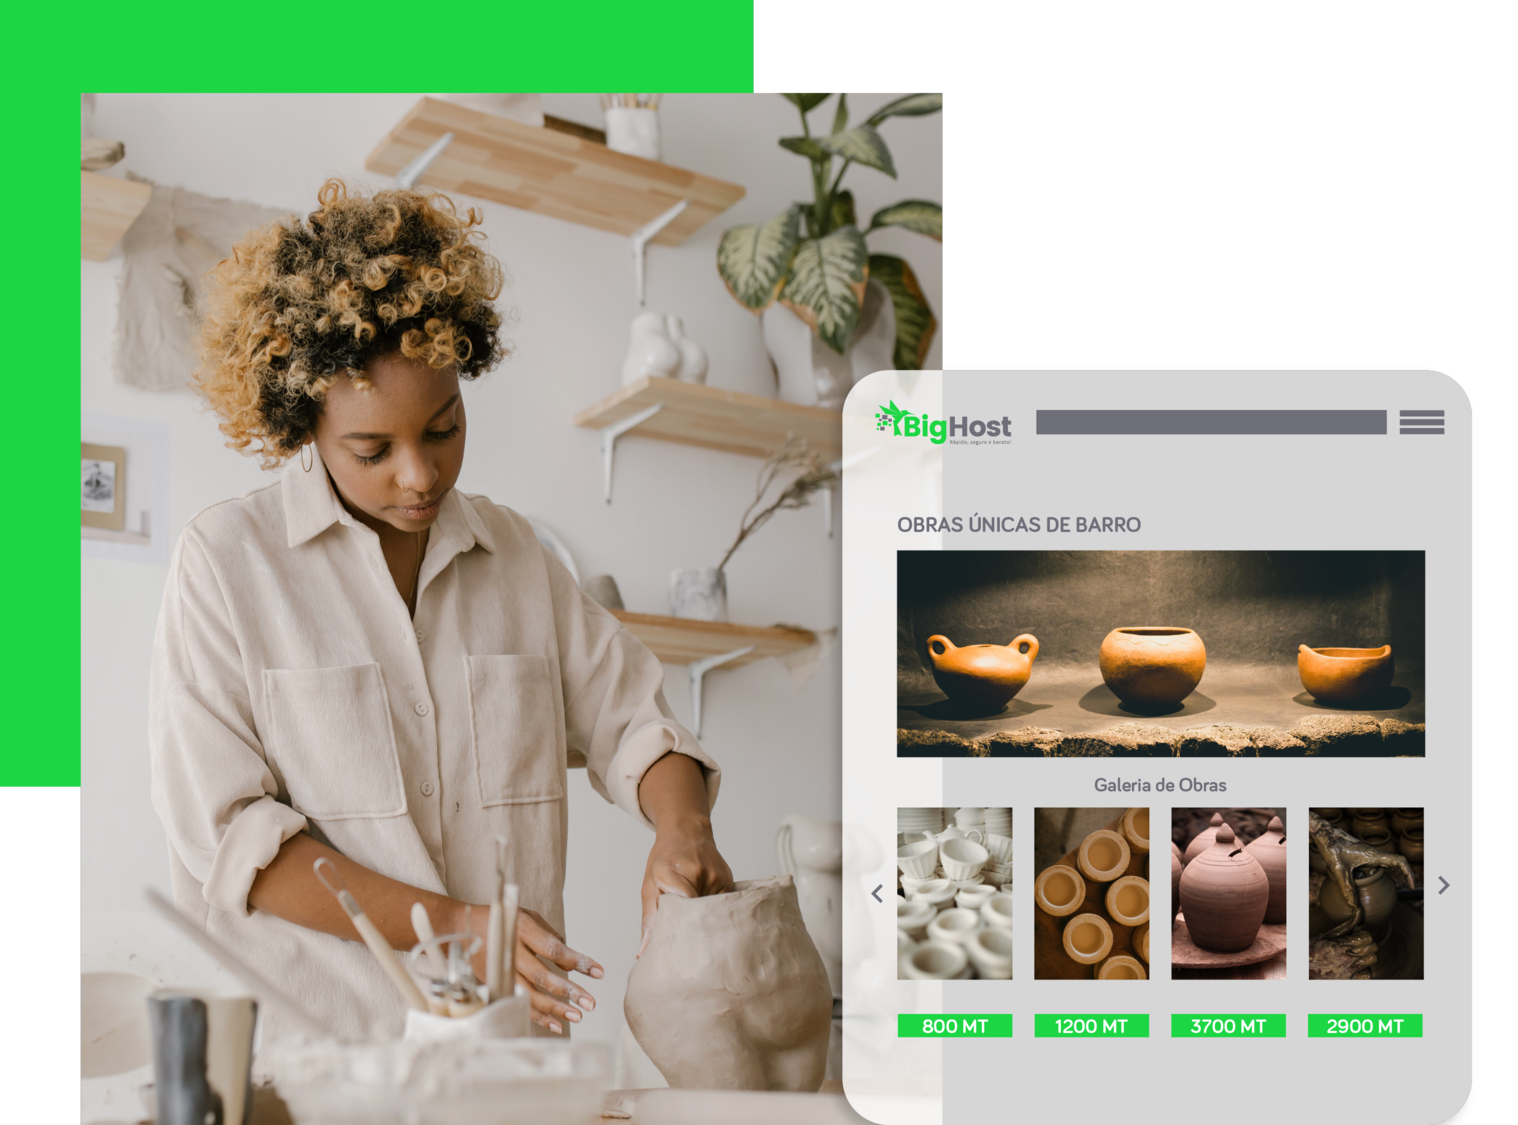 BigHost
Rápido, seguro e barato!
OBRAS ÚNICAS DE BARRO
Galeria de Obras
800 MT
1200 MT
3700 MT
2900 MT